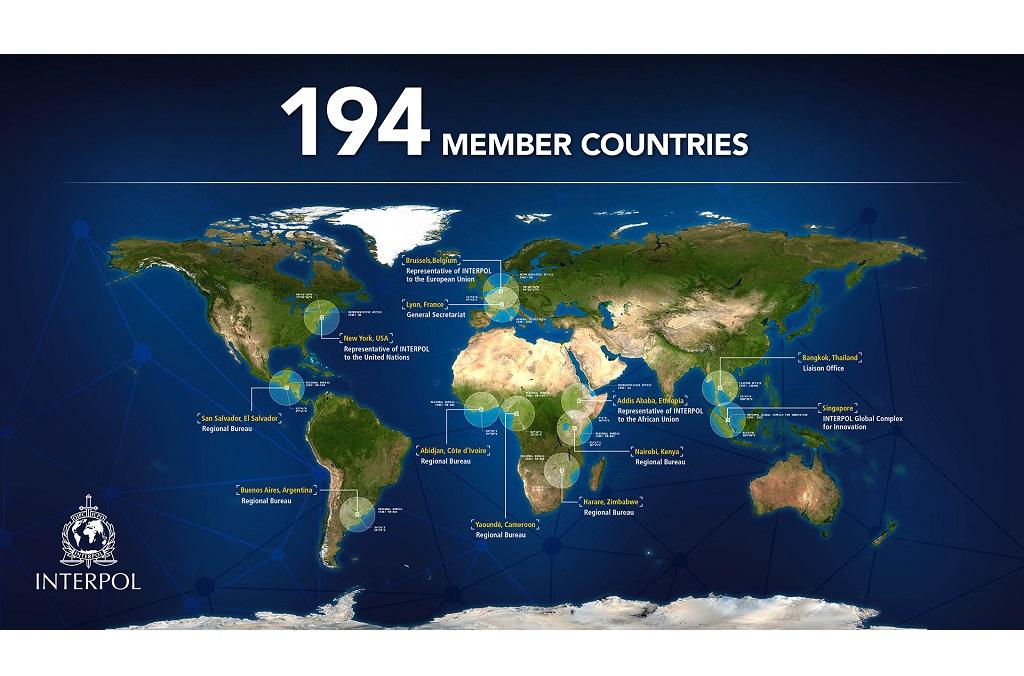 194 MEMBER COUNTRIES
Brussels,Belgium
Representative of INTERPOL
to the European Union
Lyon, France
General Secretariat
New York, USA
Representative of INTERPOL
to the United Nations
Bangkok, Thailand
Liaison Office
San Salvador, El Salvador
Regional Bureau
Addis Ababa, Ethiopia
Representative of INTERPOL
to the African Union
Singapore
INTERPOL Global Complex
for Innovation
Abidjan, Côte d'Ivoire
Regional Bureau
Nairobi, Kenya
Regional Bureau
Buenos Aires, Argentina
Regional Bureau
Harare, Zimbabwe
Regional Bureau
Yaoundé, Cameroon
Regional Bureau
INTERPOL